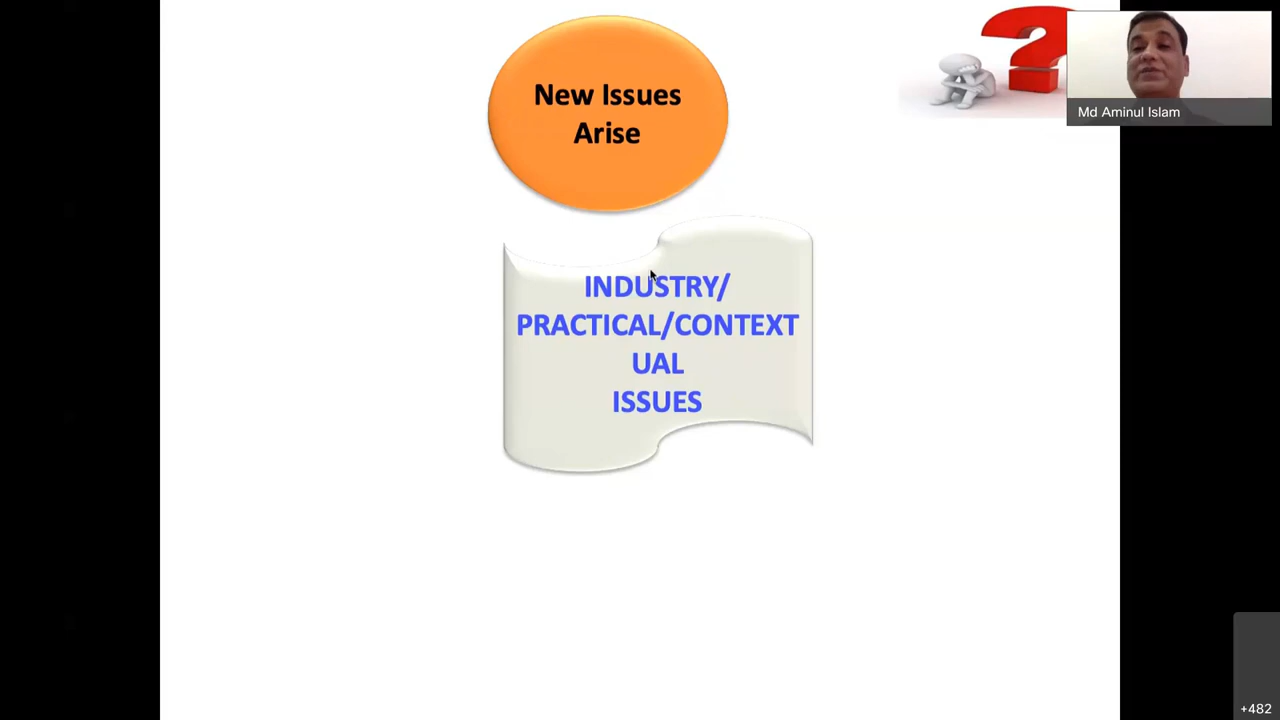 New Issues
Arise
Md Aminul Islam
INDUSTRY/
PRACTICAL/CONTEXT
UAL
ISSUES
+482